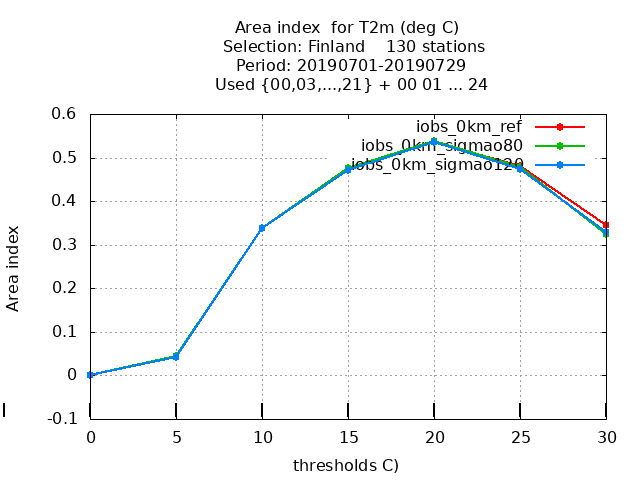 Area index  for T2m (deg C)
Selection: Finland    130 stations
Period: 20190701-20190729
Used {00,03,...,21} + 00 01 ... 24
iobs_0km_ref
iobs_0km_sigmao80
iobs_0km_sigmao120
0.6
0.5
0.4
0.3
0.2
0.1
0
-0.1
Area index
0 5 10 15 20 25 30
thresholds C)